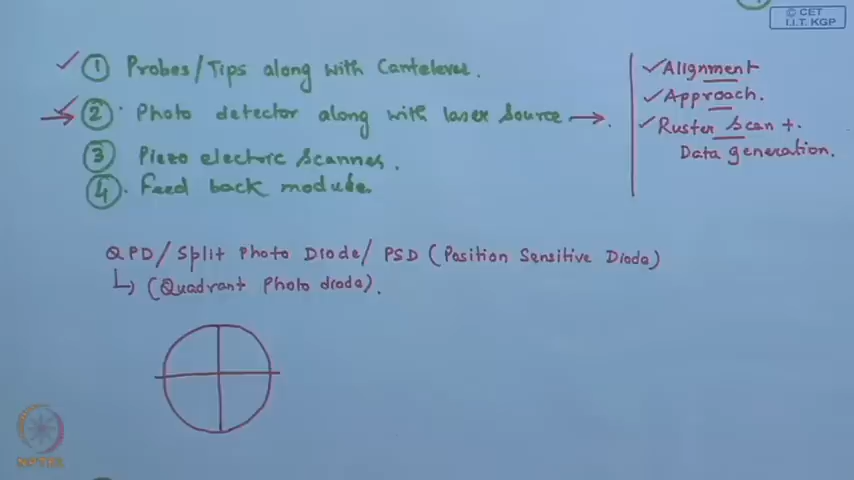 © CET
I.I.T. KGP
① Probes/Tips along with Cantelever.
② Photo detector along with laser source →
③ Piezo electric scanner.
④ Feed back module.
Alignment
Approach.
Ruster scan +
Data generation.
QPD/Split Photo Diode/ PSD (Position Sensitive Diode)
↳ (Quadrant Photo diode).
NPTEL